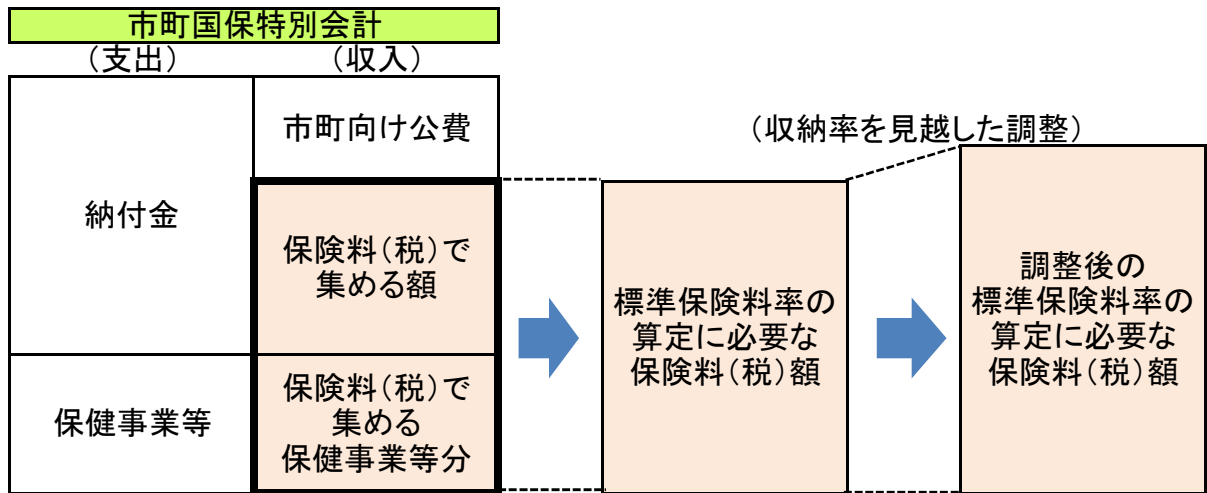 市町国保特別会計
（支出）
（収入）
納付金
保健事業等
市町向け公費
保険料（税）で
集める額
保険料（税）で
集める
保健事業等分
標準保険料率の
算定に必要な
保険料（税）額
（収納率を見越した調整）
調整後の
標準保険料率の
算定に必要な
保険料（税）額